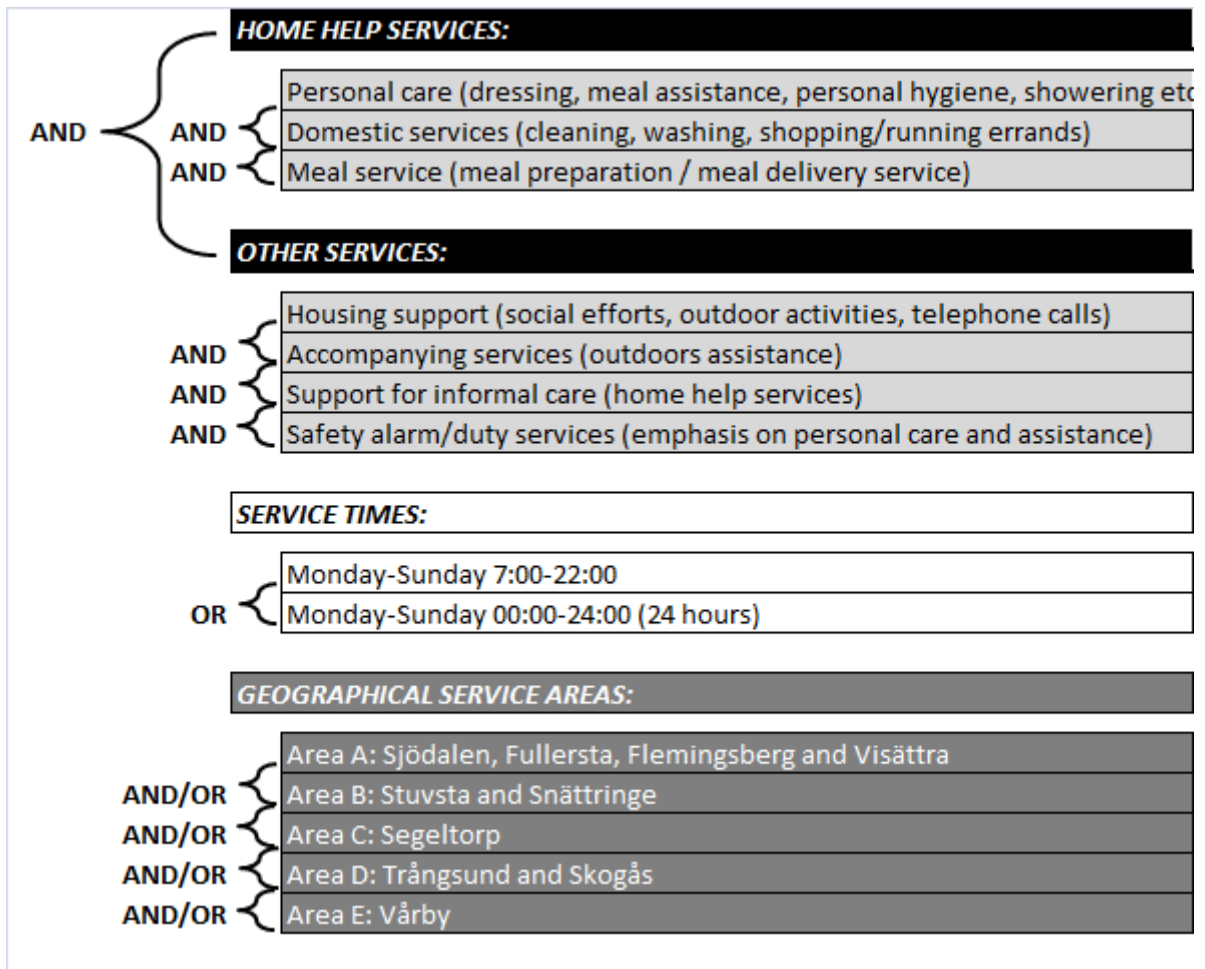 HOME HELP SERVICES:
Personal care (dressing, meal assistance, personal hygiene, showering etc
AND AND Domestic services (cleaning, washing, shopping/running errands)
AND Meal service (meal preparation / meal delivery service)
OTHER SERVICES:
Housing support (social efforts, outdoor activities, telephone calls)
AND Accompanying services (outdoors assistance)
AND Support for informal care (home help services)
AND Safety alarm/duty services (emphasis on personal care and assistance)
SERVICE TIMES:
Monday-Sunday 7:00-22:00
OR Monday-Sunday 00:00-24:00 (24 hours)
GEOGRAPHICAL SERVICE AREAS:
Area A: Sjödalen, Fullersta, Flemingsberg and Visättra
AND/OR Area B: Stuvsta and Snättringe
AND/OR Area C: Segeltorp
AND/OR Area D: Trångsund and Skogås
AND/OR Area E: Vårby